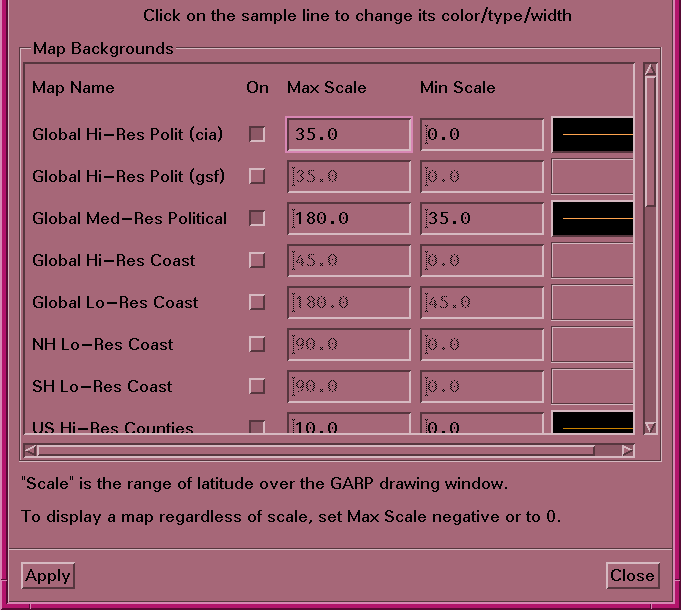 Click on the sample line to change its color/type/width
Map Backgrounds
Map Name On Max Scale Min Scale
Global Hi-Res Polit (cia) 35.0 0.0
Global Hi-Res Polit (gsf) 35.0 0.0
Global Med-Res Political 180.0 35.0
Global Hi-Res Coast 45.0 0.0
Global Lo-Res Coast 180.0 45.0
NH Lo-Res Coast 90.0 0.0
SH Lo-Res Coast 90.0 0.0
US Hi-Res Counties 10.0 0.0
"Scale" is the range of latitude over the GARP drawing window.
To display a map regardless of scale, set Max Scale negative or to 0.
Apply Close